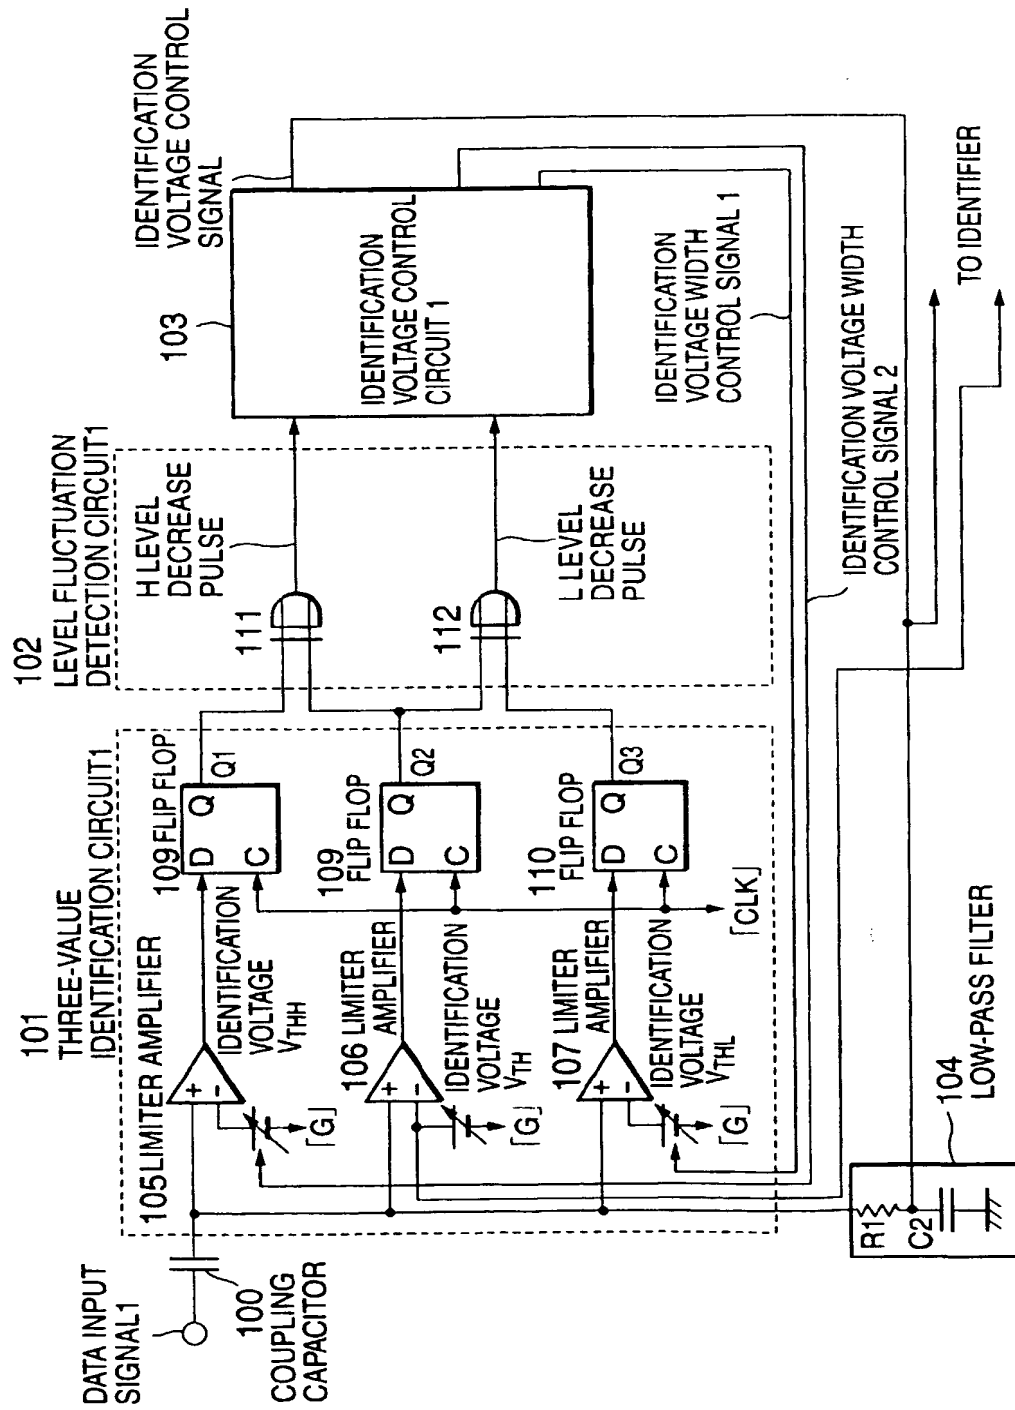 DATA INPUT
SIGNAL1
100
COUPLING
CAPACITOR
101
THREE-VALUE
IDENTIFICATION CIRCUIT1
105 LIMITER AMPLIFIER
+
-
IDENTIFICATION
VOLTAGE
VTHH
「G」
109 FLIP FLOP
D
Q
C
Q1
106 LIMITER
AMPLIFIER
+
-
IDENTIFICATION
VOLTAGE
VTH
「G」
109
FLIP FLOP
D
Q
C
Q2
107 LIMITER
AMPLIFIER
+
-
IDENTIFICATION
VOLTAGE
VTHL
「G」
110
FLIP FLOP
D
Q
C
Q3
「CLK」
102
LEVEL FLUCTUATION
DETECTION CIRCUIT1
111
H LEVEL
DECREASE
PULSE
112
L LEVEL
DECREASE
PULSE
103
IDENTIFICATION
VOLTAGE CONTROL
CIRCUIT 1
IDENTIFICATION
VOLTAGE CONTROL
SIGNAL
IDENTIFICATION
VOLTAGE WIDTH
CONTROL SIGNAL 1
IDENTIFICATION VOLTAGE WIDTH
CONTROL SIGNAL 2
TO IDENTIFIER
104
LOW-PASS FILTER
R1
C2